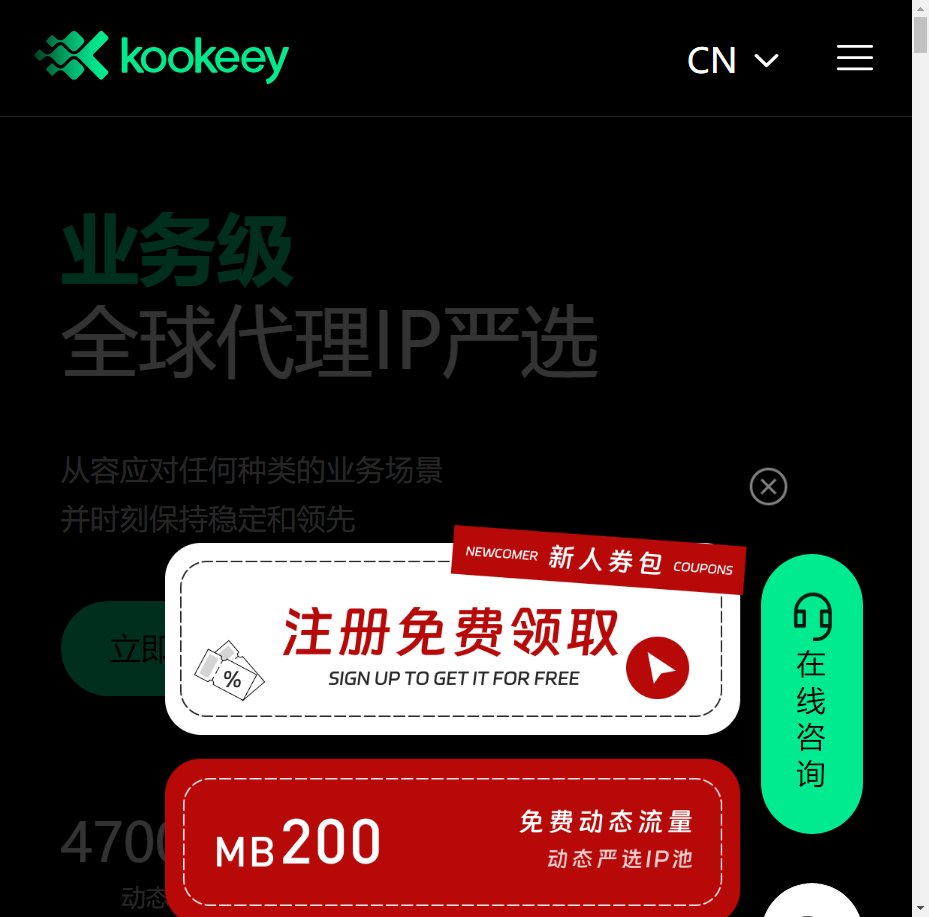 kookeey
CN
业务级
全球代理IP严选
从容应对任何种类的业务场景
并时刻保持稳定和领先
NEWCOMER 新人券包 COUPONS
注册免费领取
SIGN UP TO GET IT FOR FREE
%
立即
在线咨询
MB200
免费动态流量
动态严选IP池
4700
动态